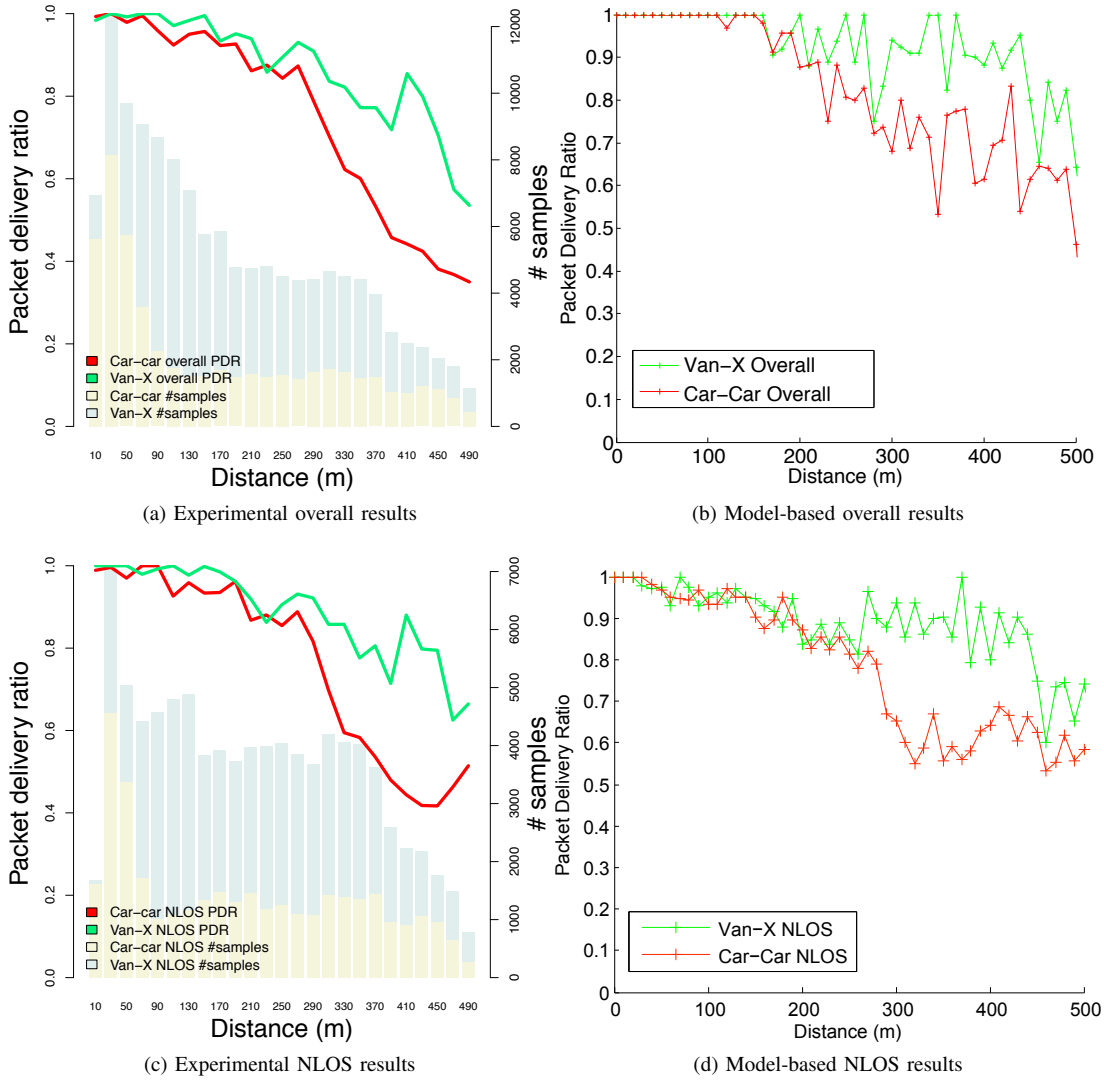 Packet delivery ratio
0.0 0.2 0.4 0.6 0.8 1.0
Car−car overall PDR
Van−X overall PDR
Car−car #samples
Van−X #samples
0 2000 4000 6000 8000 10000 12000
# samples
10 50 90 130 170 210 250 290 330 370 410 450 490
Distance (m)
(a) Experimental overall results
Packet Delivery Ratio
1
0.9
0.8
0.7
0.6
0.5
0.4
0.3
0.2
0.1
1
Van−X Overall
Car−Car Overall
0 100 200 300 400 500
Distance (m)
(b) Model-based overall results
Packet delivery ratio
0.0 0.2 0.4 0.6 0.8 1.0
Car−car NLOS PDR
Van−X NLOS PDR
Car−car NLOS #samples
Van−X NLOS #samples
0 1000 2000 3000 4000 5000 6000 7000
# samples
10 50 90 130 170 210 250 290 330 370 410 450 490
Distance (m)
(c) Experimental NLOS results
Packet Delivery Ratio
1
0.9
0.8
0.7
0.6
0.5
0.4
0.3
0.2
0.1
1
Van−X NLOS
Car−Car NLOS
0 100 200 300 400 500
Distance (m)
(d) Model-based NLOS results